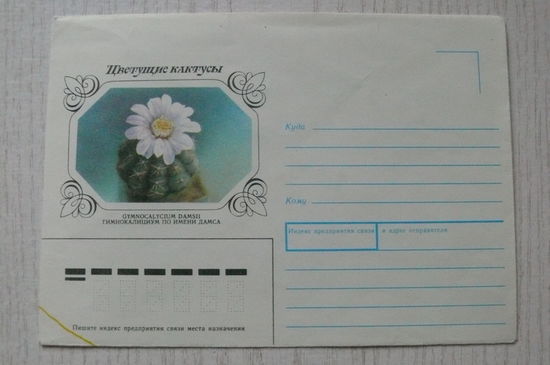 Цветущие кактусы
GYMNOCALYCIUM DAMSII
ГИМНОКАЛИЦИУМ ПО ИМЕНИ ДАМСА
Куда
Кому
Индекс предприятия связи и адрес отправителя
Пишите индекс предприятия связи места назначения